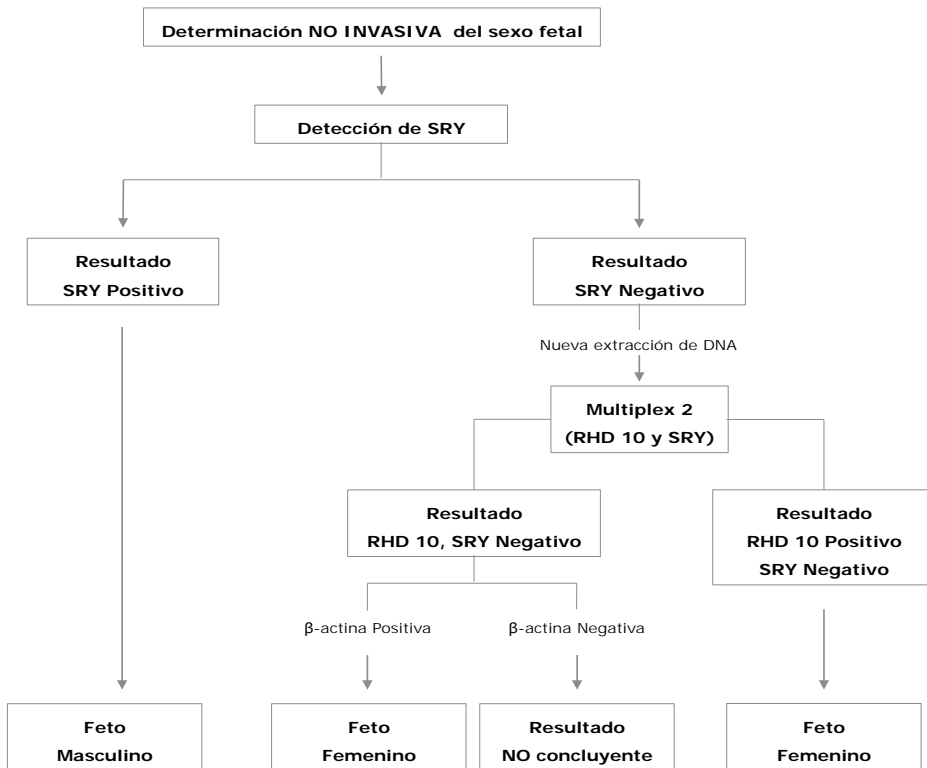 Determinación NO INVASIVA del sexo fetal
Detección de SRY
Resultado
SRY Positivo
Resultado
SRY Negativo
Nueva extracción de DNA
Multiplex 2
(RHD 10 y SRY)
Resultado
RHD 10, SRY Negativo
Resultado
RHD 10 Positivo
SRY Negativo
β-actina Positiva
β-actina Negativa
Feto
Masculino
Feto
Femenino
Resultado
NO concluyente
Feto
Femenino